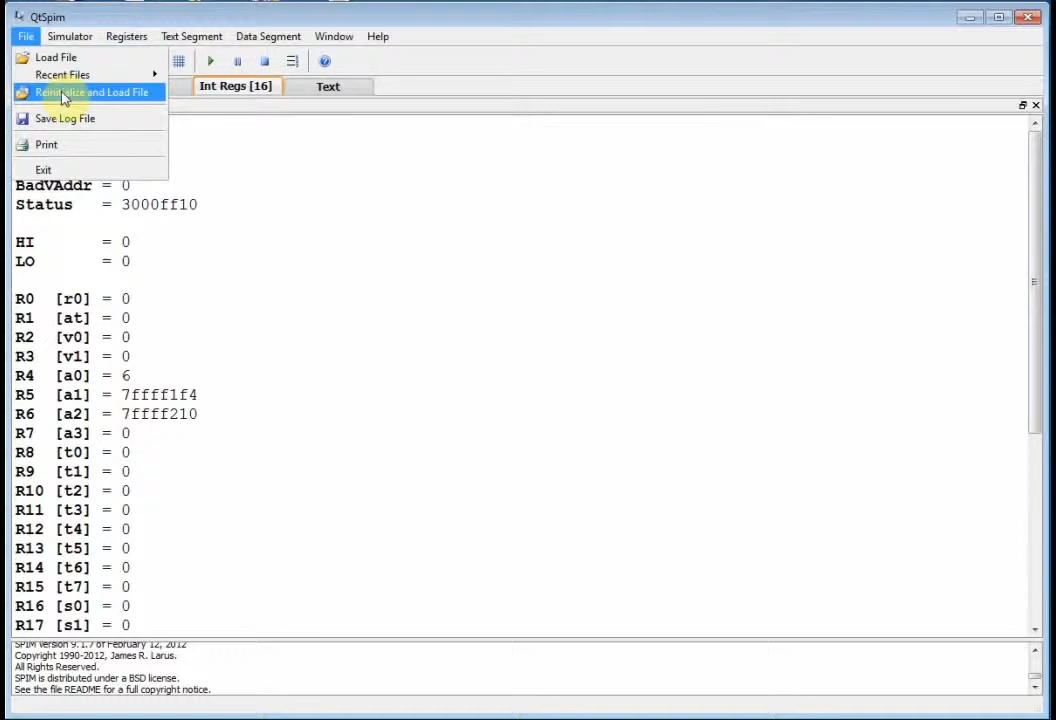 QtSpim
File Simulator Registers Text Segment Data Segment Window Help
Load File
Recent Files
Reinitialize and Load File
Save Log File
Print
Exit
Int Regs [16] Text
BadVAddr = 0
Status = 3000ff10
HI = 0
LO = 0
R0 [r0] = 0
R1 [at] = 0
R2 [v0] = 0
R3 [v1] = 0
R4 [a0] = 6
R5 [a1] = 7ffff1f4
R6 [a2] = 7ffff210
R7 [a3] = 0
R8 [t0] = 0
R9 [t1] = 0
R10 [t2] = 0
R11 [t3] = 0
R12 [t4] = 0
R13 [t5] = 0
R14 [t6] = 0
R15 [t7] = 0
R16 [s0] = 0
R17 [s1] = 0
SPIM Version 9.1.7 of February 12, 2012
Copyright 1990-2012, James R. Larus.
All Rights Reserved.
SPIM is distributed under a BSD license.
See the file README for a full copyright notice.